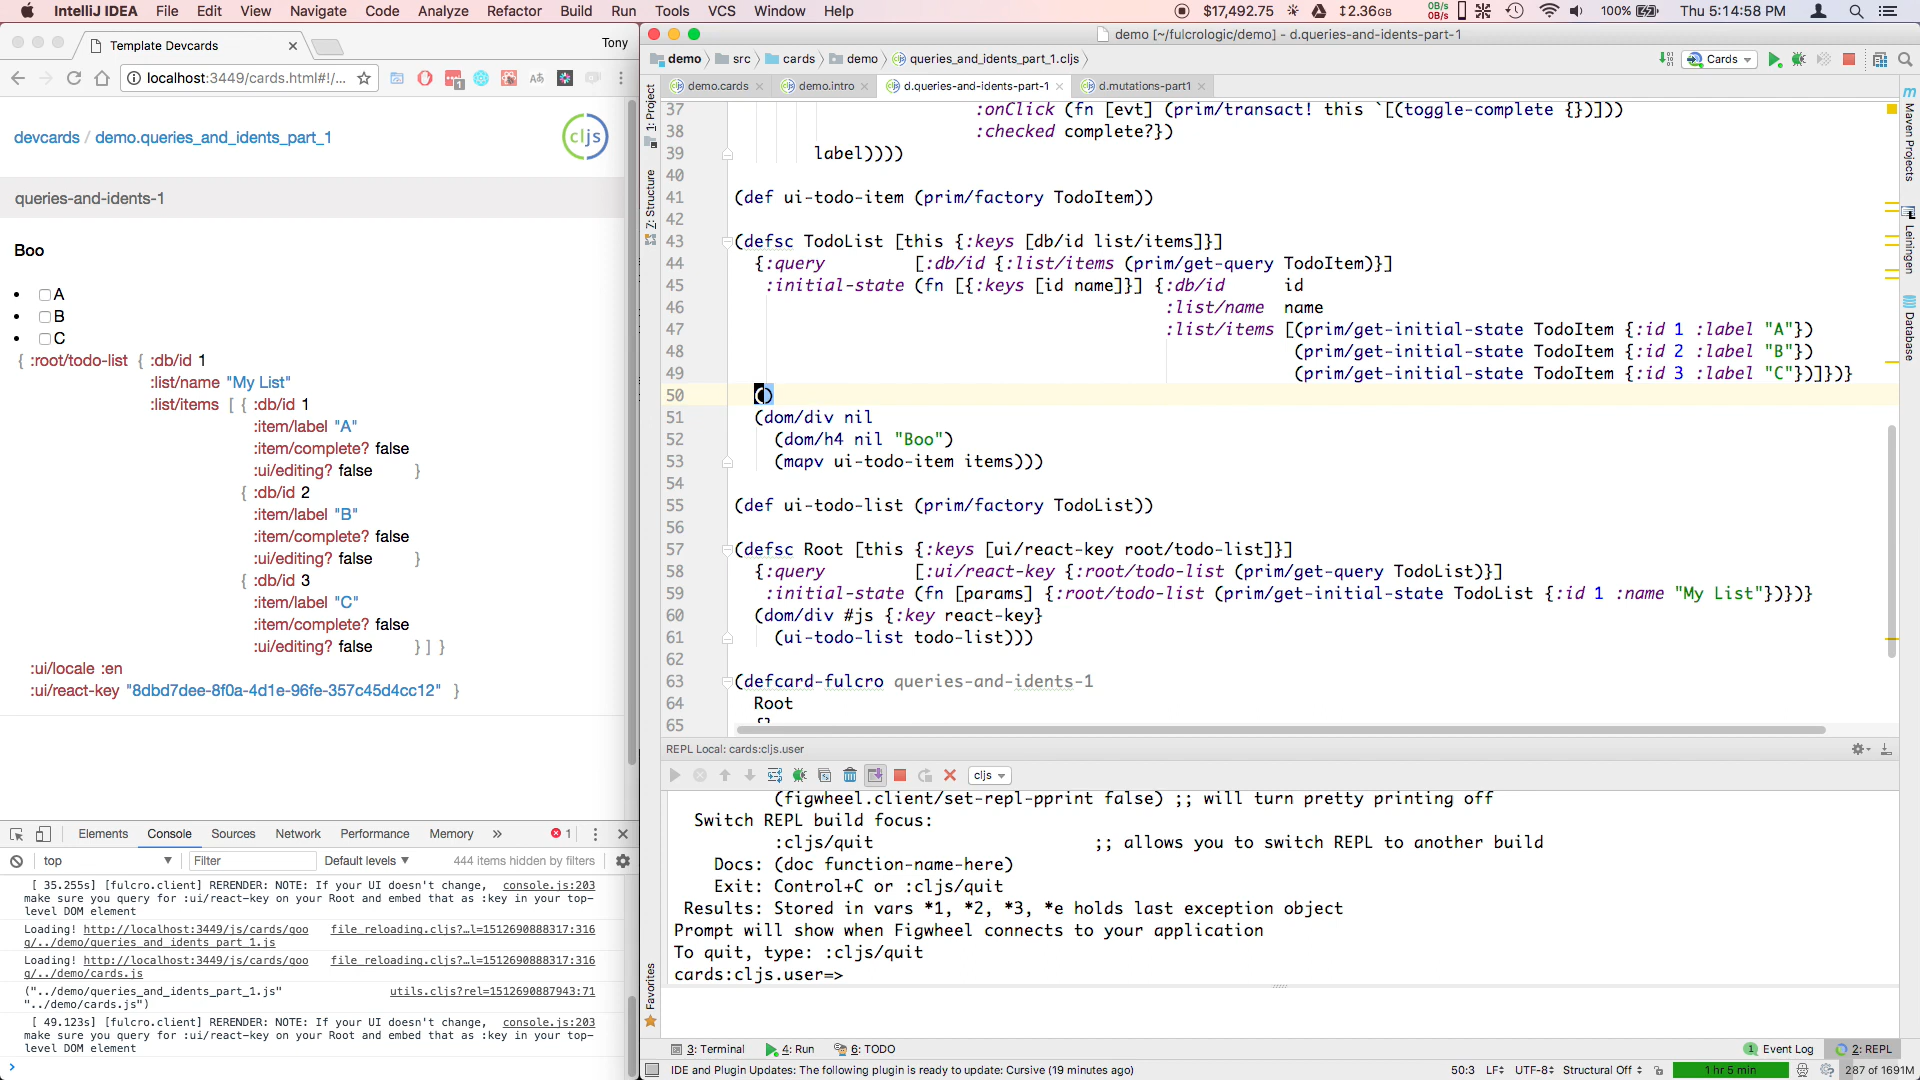 IntelliJ IDEA File Edit View Navigate Code Analyze Refactor Build Run Tools VCS Window Help
$17,492.75 2.36GB 0B/s 0B/s 100% Thu 5:14:58 PM
Template Devcards
Tony
localhost:3449/cards.html#!/...
devcards / demo.queries_and_idents_part_1
cljs
queries-and-idents-1
Boo
A
B
C
{ :root/todo-list { :db/id 1
:list/name "My List"
:list/items [ { :db/id 1
:item/label "A"
:item/complete? false
:ui/editing? false }
{ :db/id 2
:item/label "B"
:item/complete? false
:ui/editing? false }
{ :db/id 3
:item/label "C"
:item/complete? false
:ui/editing? false } ] }
:ui/locale :en
:ui/react-key "8dbd7dee-8f0a-4d1e-96fe-357c45d4cc12" }
Elements Console Sources Network Performance Memory » 1
top Filter Default levels 444 items hidden by filters
[ 35.255s] [fulcro.client] RERENDER: NOTE: If your UI doesn't change, console.js:203
make sure you query for :ui/react-key on your Root and embed that as :key in your top-
level DOM element
Loading! http://localhost:3449/js/cards/goo file_reloading.cljs?…l=1512690888317:316
g/../demo/queries_and_idents_part_1.js
Loading! http://localhost:3449/js/cards/goo file_reloading.cljs?…l=1512690888317:316
g/../demo/cards.js
("../demo/queries_and_idents_part_1.js" utils.cljs?rel=1512690887943:71
"../demo/cards.js")
[ 49.123s] [fulcro.client] RERENDER: NOTE: If your UI doesn't change, console.js:203
make sure you query for :ui/react-key on your Root and embed that as :key in your top-
level DOM element
demo [~/fulcrologic/demo] - d.queries-and-idents-part-1
demo src cards demo queries_and_idents_part_1.cljs
Cards
demo.cards demo.intro d.queries-and-idents-part-1 d.mutations-part1
1: Project
Z: Structure
Favorites
Maven Projects
Leiningen
Database
37 :onClick (fn [evt] (prim/transact! this `[(toggle-complete {})]))
38 :checked complete?})
39 label))))
40
41 (def ui-todo-item (prim/factory TodoItem))
42
43 (defsc TodoList [this {:keys [db/id list/items]}]
44 {:query [:db/id {:list/items (prim/get-query TodoItem)}]
45 :initial-state (fn [{:keys [id name]}] {:db/id id
46 :list/name name
47 :list/items [(prim/get-initial-state TodoItem {:id 1 :label "A"})
48 (prim/get-initial-state TodoItem {:id 2 :label "B"})
49 (prim/get-initial-state TodoItem {:id 3 :label "C"})]})}
50 ()
51 (dom/div nil
52 (dom/h4 nil "Boo")
53 (mapv ui-todo-item items)))
54
55 (def ui-todo-list (prim/factory TodoList))
56
57 (defsc Root [this {:keys [ui/react-key root/todo-list]}]
58 {:query [:ui/react-key {:root/todo-list (prim/get-query TodoList)}]
59 :initial-state (fn [params] {:root/todo-list (prim/get-initial-state TodoList {:id 1 :name "My List"})})}
60 (dom/div #js {:key react-key}
61 (ui-todo-list todo-list)))
62
63 (defcard-fulcro queries-and-idents-1
64 Root
65 {}
REPL Local: cards:cljs.user
cljs
(figwheel.client/set-repl-pprint false) ;; will turn pretty printing off
Switch REPL build focus:
:cljs/quit ;; allows you to switch REPL to another build
Docs: (doc function-name-here)
Exit: Control+C or :cljs/quit
Results: Stored in vars *1, *2, *3, *e holds last exception object
Prompt will show when Figwheel connects to your application
To quit, type: :cljs/quit
cards:cljs.user=>
3: Terminal 4: Run 6: TODO 1 Event Log 2: REPL
IDE and Plugin Updates: The following plugin is ready to update: Cursive (19 minutes ago) 50:3 LF÷ UTF-8÷ Structural Off 1 hr 5 min 287 of 1691M